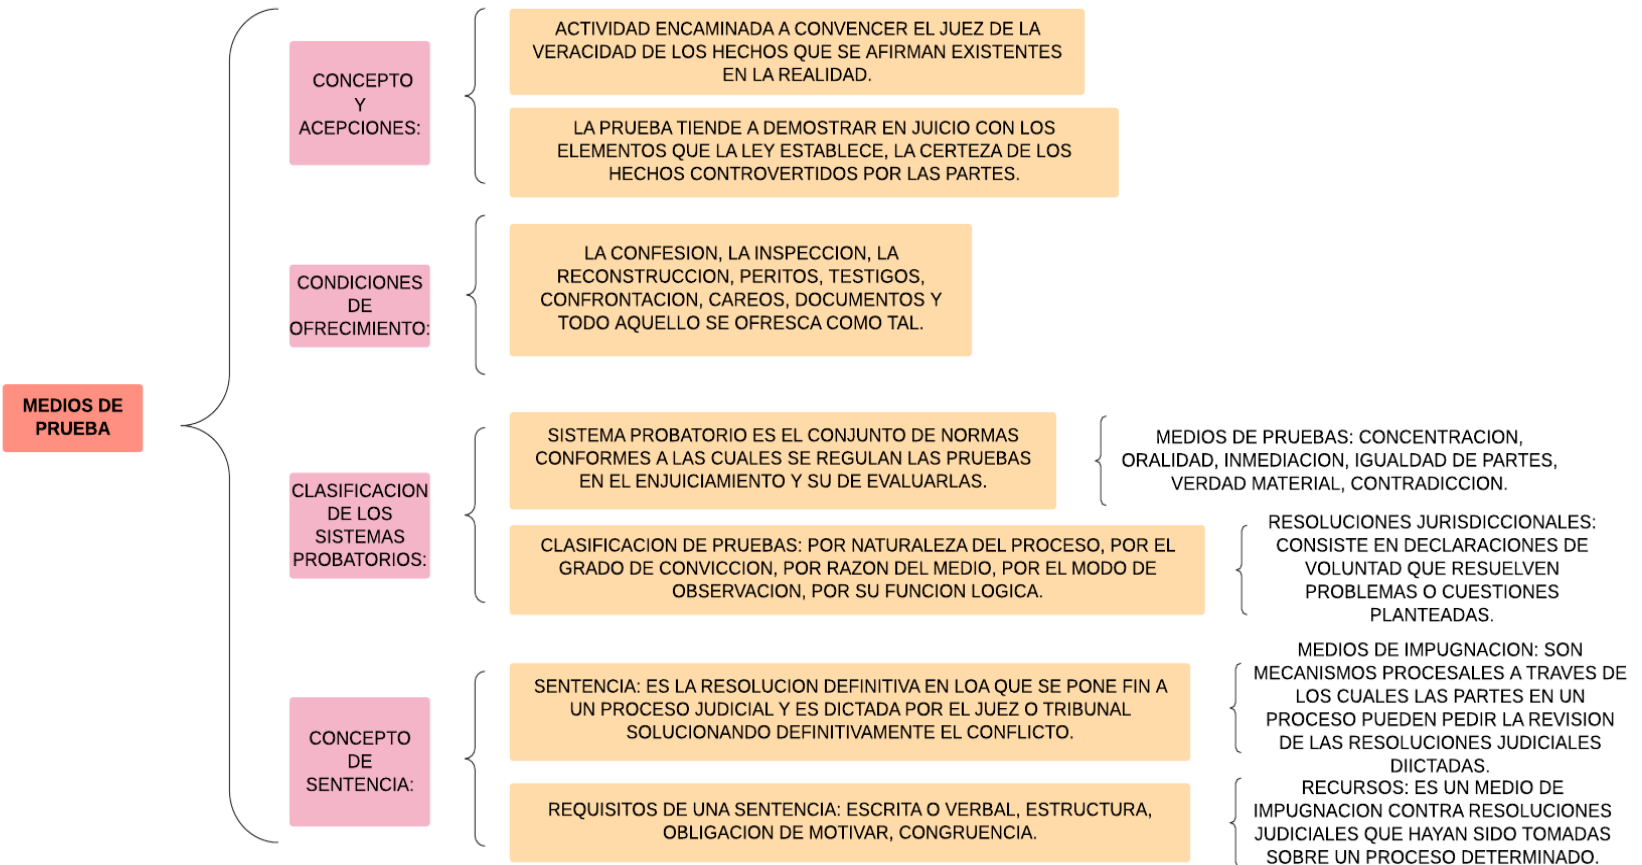 MEDIOS DE
PRUEBA
CONCEPTO
Y
ACEPCIONES:
ACTIVIDAD ENCAMINADA A CONVENCER EL JUEZ DE LA
VERACIDAD DE LOS HECHOS QUE SE AFIRMAN EXISTENTES
EN LA REALIDAD.
LA PRUEBA TIENDE A DEMOSTRAR EN JUICIO CON LOS
ELEMENTOS QUE LA LEY ESTABLECE, LA CERTEZA DE LOS
HECHOS CONTROVERTIDOS POR LAS PARTES.
CONDICIONES
DE
OFRECIMIENTO:
LA CONFESION, LA INSPECCION, LA
RECONSTRUCCION, PERITOS, TESTIGOS,
CONFRONTACION, CAREOS, DOCUMENTOS Y
TODO AQUELLO SE OFRESCA COMO TAL.
CLASIFICACION
DE LOS
SISTEMAS
PROBATORIOS:
SISTEMA PROBATORIO ES EL CONJUNTO DE NORMAS
CONFORMES A LAS CUALES SE REGULAN LAS PRUEBAS
EN EL ENJUICIAMIENTO Y SU DE EVALUARLAS.
MEDIOS DE PRUEBAS: CONCENTRACION,
ORALIDAD, INMEDIACION, IGUALDAD DE PARTES,
VERDAD MATERIAL, CONTRADICCION.
CLASIFICACION DE PRUEBAS: POR NATURALEZA DEL PROCESO, POR EL
GRADO DE CONVICCION, POR RAZON DEL MEDIO, POR EL MODO DE
OBSERVACION, POR SU FUNCION LOGICA.
RESOLUCIONES JURISDICCIONALES:
CONSISTE EN DECLARACIONES DE
VOLUNTAD QUE RESUELVEN
PROBLEMAS O CUESTIONES
PLANTEADAS.
CONCEPTO
DE
SENTENCIA:
SENTENCIA: ES LA RESOLUCION DEFINITIVA EN LOA QUE SE PONE FIN A
UN PROCESO JUDICIAL Y ES DICTADA POR EL JUEZ O TRIBUNAL
SOLUCIONANDO DEFINITIVAMENTE EL CONFLICTO.
MEDIOS DE IMPUGNACION: SON
MECANISMOS PROCESALES A TRAVES DE
LOS CUALES LAS PARTES EN UN
PROCESO PUEDEN PEDIR LA REVISION
DE LAS RESOLUCIONES JUDICIALES
DIICTADAS.
REQUISITOS DE UNA SENTENCIA: ESCRITA O VERBAL, ESTRUCTURA,
OBLIGACION DE MOTIVAR, CONGRUENCIA.
RECURSOS: ES UN MEDIO DE
IMPUGNACION CONTRA RESOLUCIONES
JUDICIALES QUE HAYAN SIDO TOMADAS
SOBRE UN PROCESO DETERMINADO.